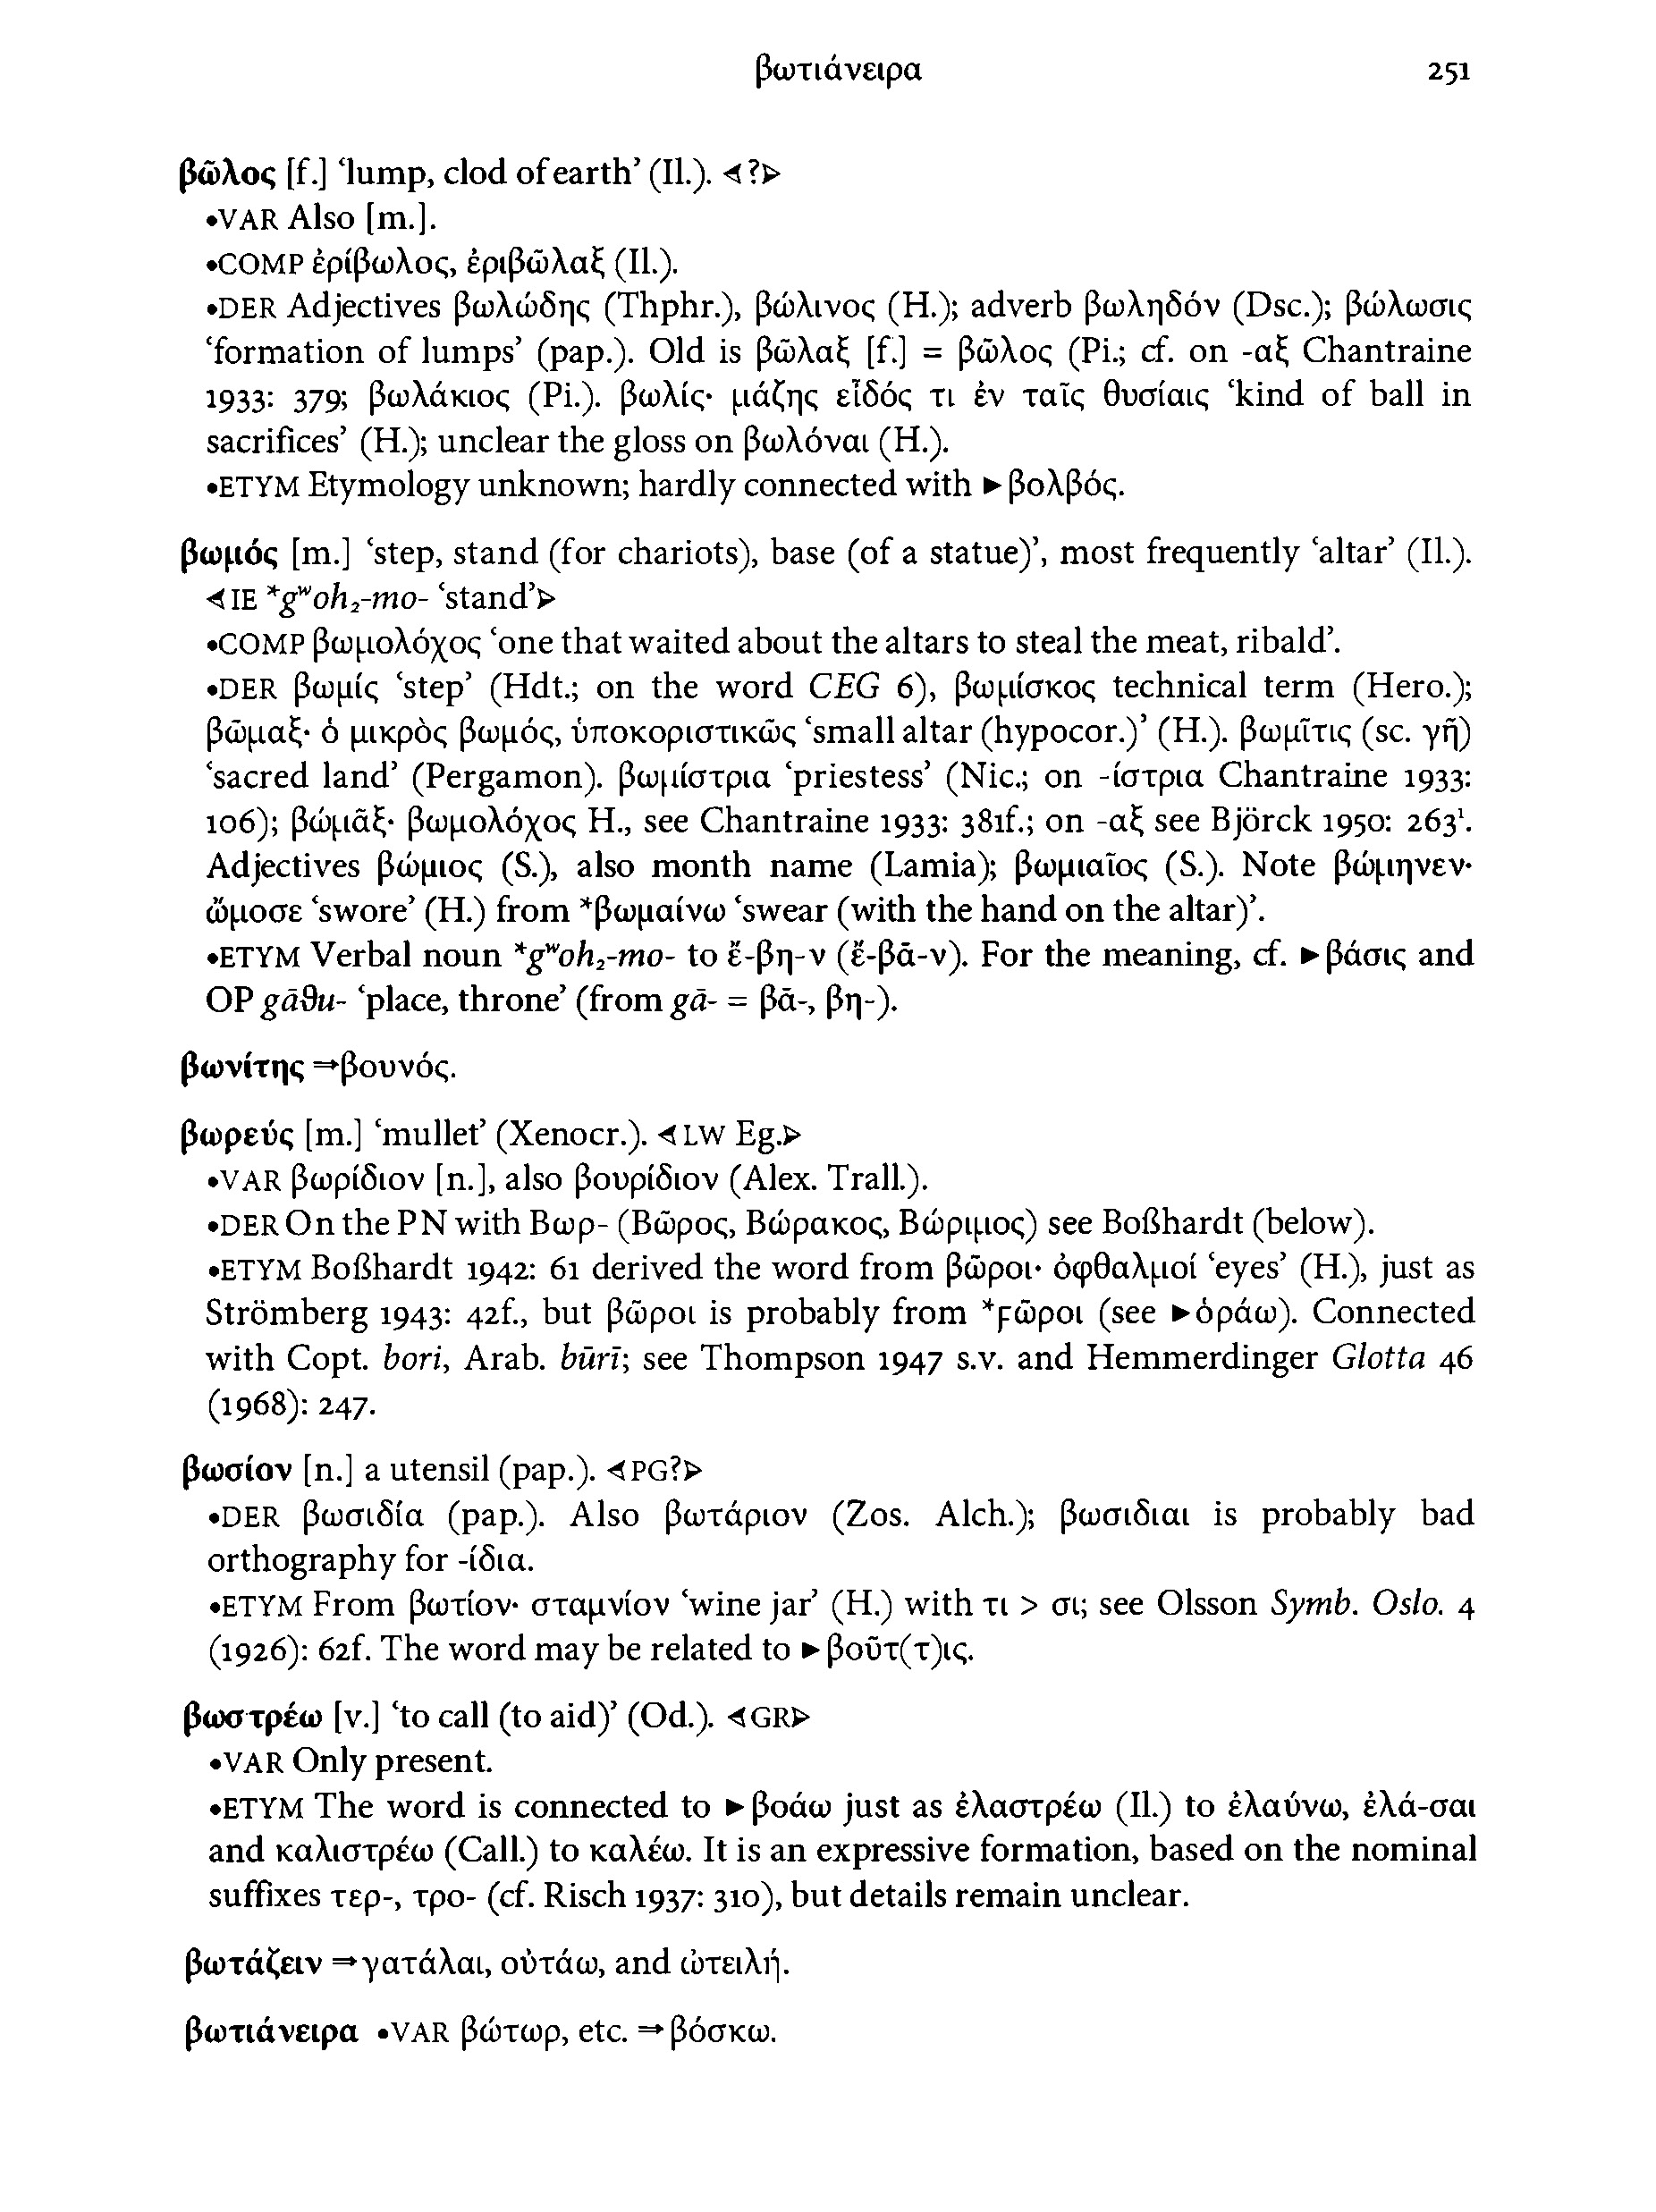 βωτιάνειρα 251
βῶλος [f.] ‘lump, clod of earth’ (Il.). ⊲?⊳
•VAR Also [m.].
•COMP ἐρίβωλος, ἐριβῶλαξ (Il.).
•DER Adjectives βωλώδης (Thphr.), βώλινος (H.); adverb βωληδόν (Dsc.); βώλωσις
‘formation of lumps’ (pap.). Old is βῶλαξ [f.] = βῶλος (Pi.; cf. on -αξ Chantraine
1933: 379; βωλάκιος (Pi.). βωλίς· μάζης εἶδός τι ἐν ταῖς θυσίαις ‘kind of ball in
sacrifices’ (H.); unclear the gloss on βωλόναι (H.).
•ETYM Etymology unknown; hardly connected with ►βολβός.
βωμός [m.] ‘step, stand (for chariots), base (of a statue)’, most frequently ‘altar’ (Il.).
⊲IE *gʷoh₂-mo- ‘stand’⊳
•COMP βωμολόχος ‘one that waited about the altars to steal the meat, ribald’.
•DER βωμίς ‘step’ (Hdt.; on the word CEG 6), βωμίσκος technical term (Hero.);
βῶμαξ· ὁ μικρὸς βωμός, ὑποκοριστικῶς ‘small altar (hypocor.)’ (H.). βωμῖτις (sc. γῆ)
‘sacred land’ (Pergamon). βωμίστρια ‘priestess’ (Nic.; on -ίστρια Chantraine 1933:
106); βώμᾱξ· βωμολόχος H., see Chantraine 1933: 381f.; on -αξ see Björck 1950: 263¹.
Adjectives βώμιος (S.), also month name (Lamia); βωμιαῖος (S.). Note βώμηνεν·
ὤμοσε ‘swore’ (H.) from *βωμαίνω ‘swear (with the hand on the altar)’.
•ETYM Verbal noun *gʷoh₂-mo- to ἔ-βη-ν (ἔ-βᾱ-ν). For the meaning, cf. ►βάσις and
OP gāϑu- ‘place, throne’ (from gā- = βᾱ-, βη-).
βωνίτης ⇒βουνός.
βωρεύς [m.] ‘mullet’ (Xenocr.). ⊲LW Eg.⊳
•VAR βωρίδιον [n.], also βουρίδιον (Alex. Trall.).
•DER On the PN with Βωρ- (Βῶρος, Βώρακος, Βώριμος) see Boßhardt (below).
•ETYM Boßhardt 1942: 61 derived the word from βῶροι· ὀφθαλμοί ‘eyes’ (H.), just as
Strömberg 1943: 42f., but βῶροι is probably from *ϝῶροι (see ►ὁράω). Connected
with Copt. bori, Arab. būrī; see Thompson 1947 s.v. and Hemmerdinger Glotta 46
(1968): 247.
βωσίον [n.] a utensil (pap.). ⊲PG?⊳
•DER βωσιδία (pap.). Also βωτάριον (Zos. Alch.); βωσιδιαι is probably bad
orthography for -ίδια.
•ETYM From βωτίον· σταμνίον ‘wine jar’ (H.) with τι > σι; see Olsson Symb. Oslo. 4
(1926): 62f. The word may be related to ►βοῦτ(τ)ις.
βωστρέω [v.] ‘to call (to aid)’ (Od.). ⊲GR⊳
•VAR Only present.
•ETYM The word is connected to ►βοάω just as ἐλαστρέω (Il.) to ἐλαύνω, ἐλά-σαι
and καλιστρέω (Call.) to καλέω. It is an expressive formation, based on the nominal
suffixes τερ-, τρο- (cf. Risch 1937: 310), but details remain unclear.
βωτάζειν ⇒γατάλαι, οὐτάω, and ὠτειλή.
βωτιάνειρα •VAR βώτωρ, etc. ⇒βόσκω.